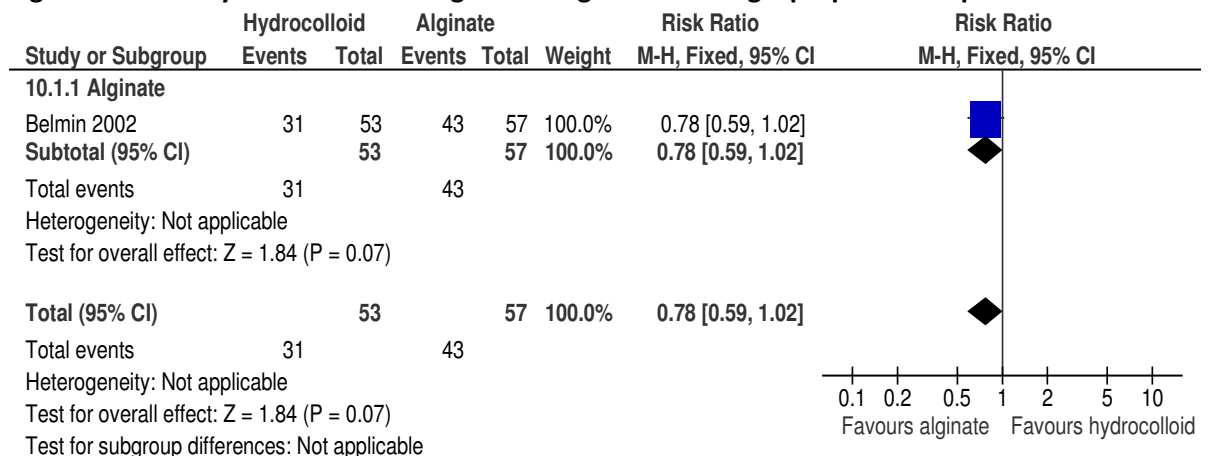 Hydrocolloid Alginate Risk Ratio Risk Ratio
Study or Subgroup Events Total Events Total Weight M-H, Fixed, 95% CI M-H, Fixed, 95% CI
10.1.1 Alginate
Belmin 2002 31 53 43 57 100.0% 0.78 [0.59, 1.02]
Subtotal (95% CI) 53 57 100.0% 0.78 [0.59, 1.02]
Total events 31 43
Heterogeneity: Not applicable
Test for overall effect: Z = 1.84 (P = 0.07)
Total (95% CI) 53 57 100.0% 0.78 [0.59, 1.02]
Total events 31 43
Heterogeneity: Not applicable
Test for overall effect: Z = 1.84 (P = 0.07)
Test for subgroup differences: Not applicable
0.1 0.2 0.5 1 2 5 10
Favours alginate Favours hydrocolloid